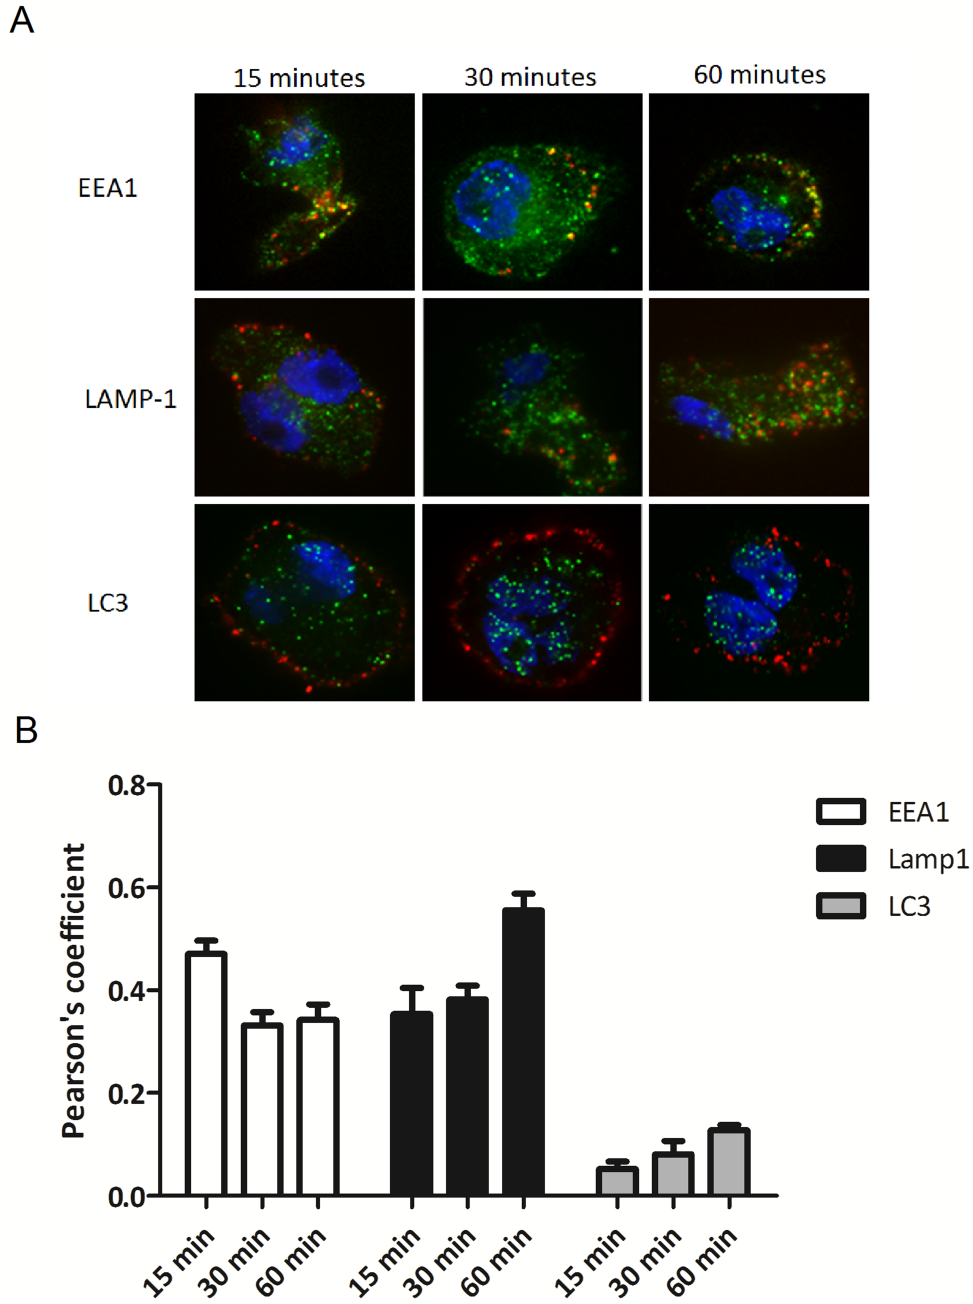 A
15 minutes 30 minutes 60 minutes
EEA1
LAMP-1
LC3
B
0.8
0.6
0.4
0.2
0.0
Pearson's coefficient
EEA1
Lamp1
LC3
15 min 30 min 60 min 15 min 30 min 60 min 15 min 30 min 60 min